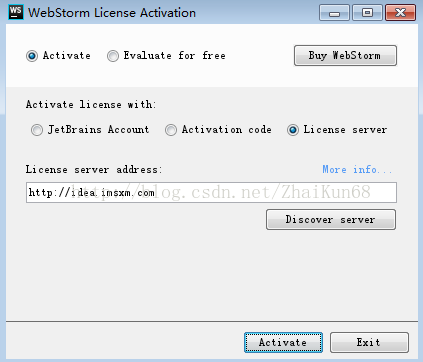 WS WebStorm License Activation
Activate Evaluate for free Buy WebStorm
Activate license with:
JetBrains Account Activation code License server
License server address: More info...
http://idea.imsxm.com
http://blog.csdn.net/ZhaiKun68
Discover server
Activate Exit